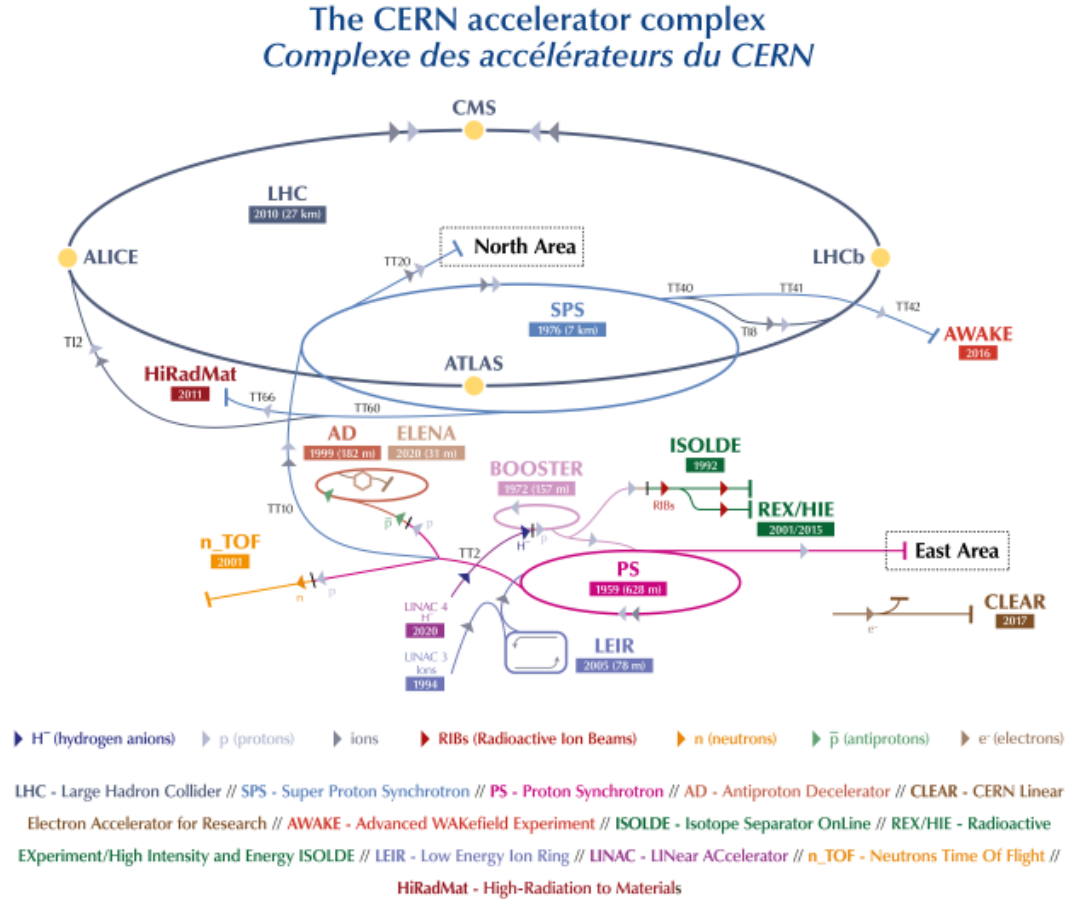 The CERN accelerator complex
Complexe des accélérateurs du CERN
CMS
LHC
2010 (27 km)
North Area
TT20
ALICE
LHCb
TT40
TT41
TT42
SPS
1976 (7 km)
TI8
AWAKE
2016
TI2
ATLAS
HiRadMat
2011
TT66
TT60
AD
1999 (182 m)
ELENA
2020 (31 m)
ISOLDE
1992
BOOSTER
1972 (157 m)
RIBs
REX/HIE
2001/2015
TT10
p̅
p
H⁻
p
n_TOF
2001
TT2
East Area
PS
1959 (628 m)
n
p
LINAC 4
H⁻
2020
CLEAR
2017
e⁻
LEIR
2005 (78 m)
LINAC 3
Ions
1994
H⁻ (hydrogen anions) p (protons) ions RIBs (Radioactive Ion Beams) n (neutrons) p̅ (antiprotons) e⁻ (electrons)
LHC - Large Hadron Collider // SPS - Super Proton Synchrotron // PS - Proton Synchrotron // AD - Antiproton Decelerator // CLEAR - CERN Linear
Electron Accelerator for Research // AWAKE - Advanced WAKefield Experiment // ISOLDE - Isotope Separator OnLine // REX/HIE - Radioactive
EXperiment/High Intensity and Energy ISOLDE // LEIR - Low Energy Ion Ring // LINAC - LINear ACcelerator // n_TOF - Neutrons Time Of Flight //
HiRadMat - High-Radiation to Materials